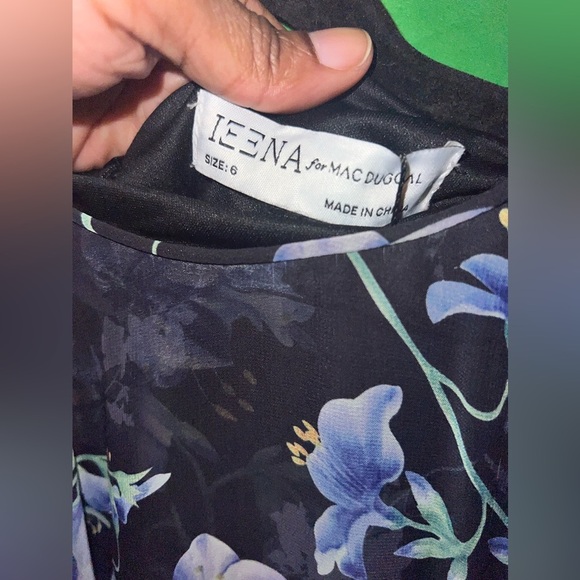 IEENA for MAC DUGGAL
SIZE: 6
MADE IN CHINA